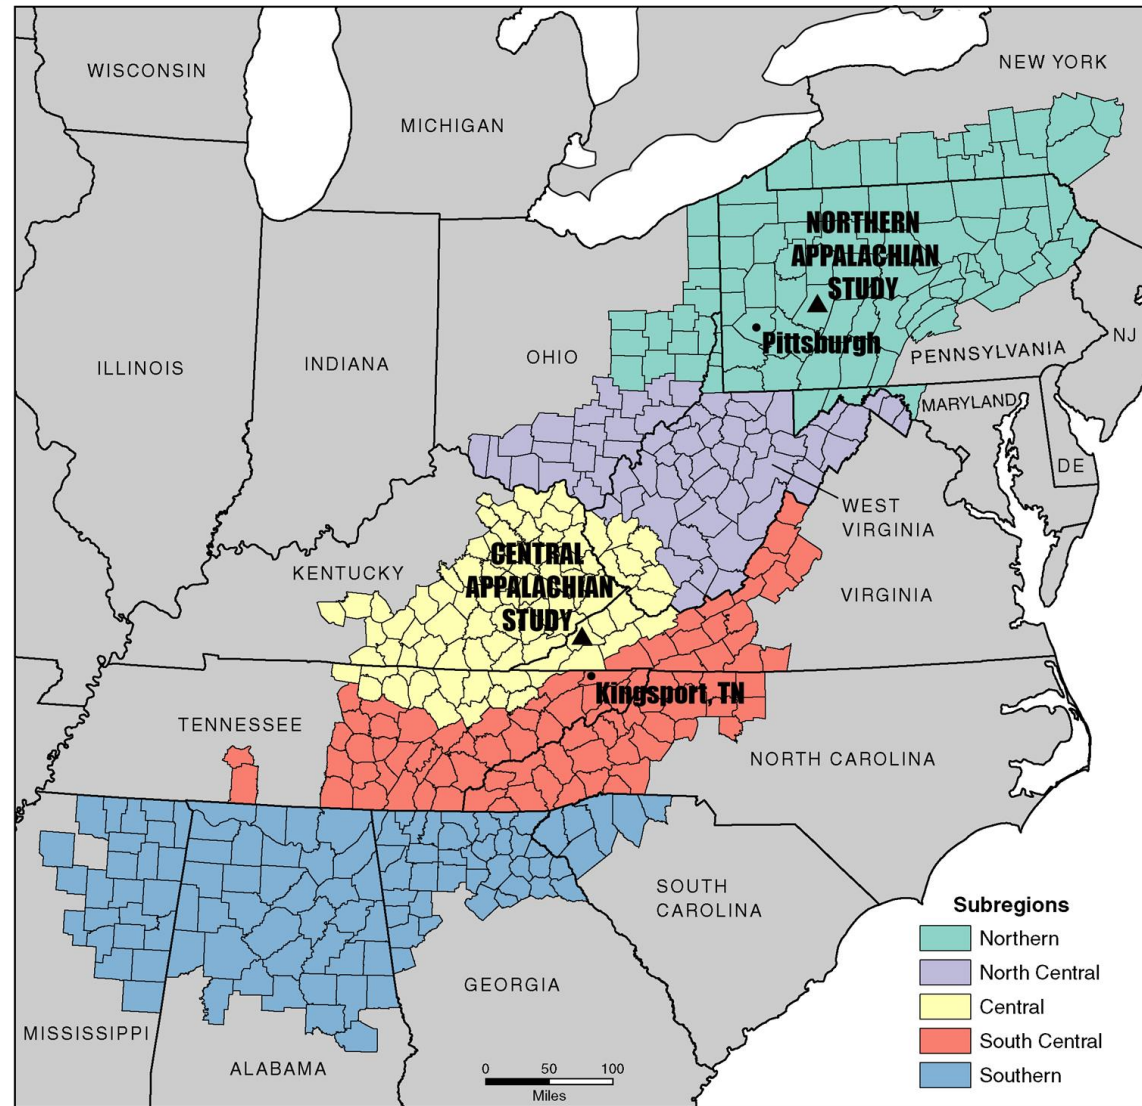 WISCONSIN
MICHIGAN
NEW YORK
NORTHERN
APPALACHIAN
STUDY
Pittsburgh
PENNSYLVANIA
NJ
ILLINOIS
INDIANA
OHIO
MARYLAND
DE
WEST
VIRGINIA
KENTUCKY
CENTRAL
APPALACHIAN
STUDY
VIRGINIA
Kingsport, TN
TENNESSEE
NORTH CAROLINA
SOUTH
CAROLINA
GEORGIA
MISSISSIPPI
ALABAMA
0 50 100
Miles
Subregions
Northern
North Central
Central
South Central
Southern